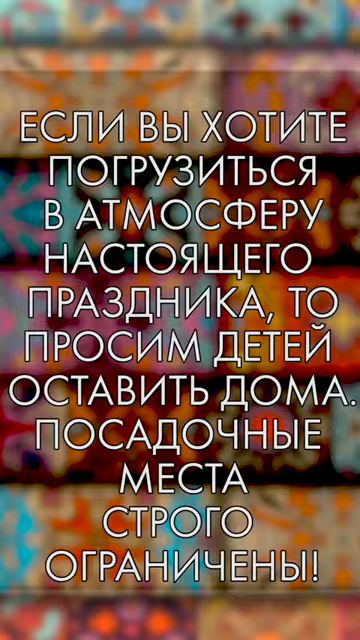 ЕСЛИ ВЫ ХОТИТЕ
ПОГРУЗИТЬСЯ
В АТМОСФЕРУ
НАСТОЯЩЕГО
ПРАЗДНИКА, ТО
ПРОСИМ ДЕТЕЙ
ОСТАВИТЬ ДОМА.
ПОСАДОЧНЫЕ
МЕСТА
СТРОГО
ОГРАНИЧЕНЫ!